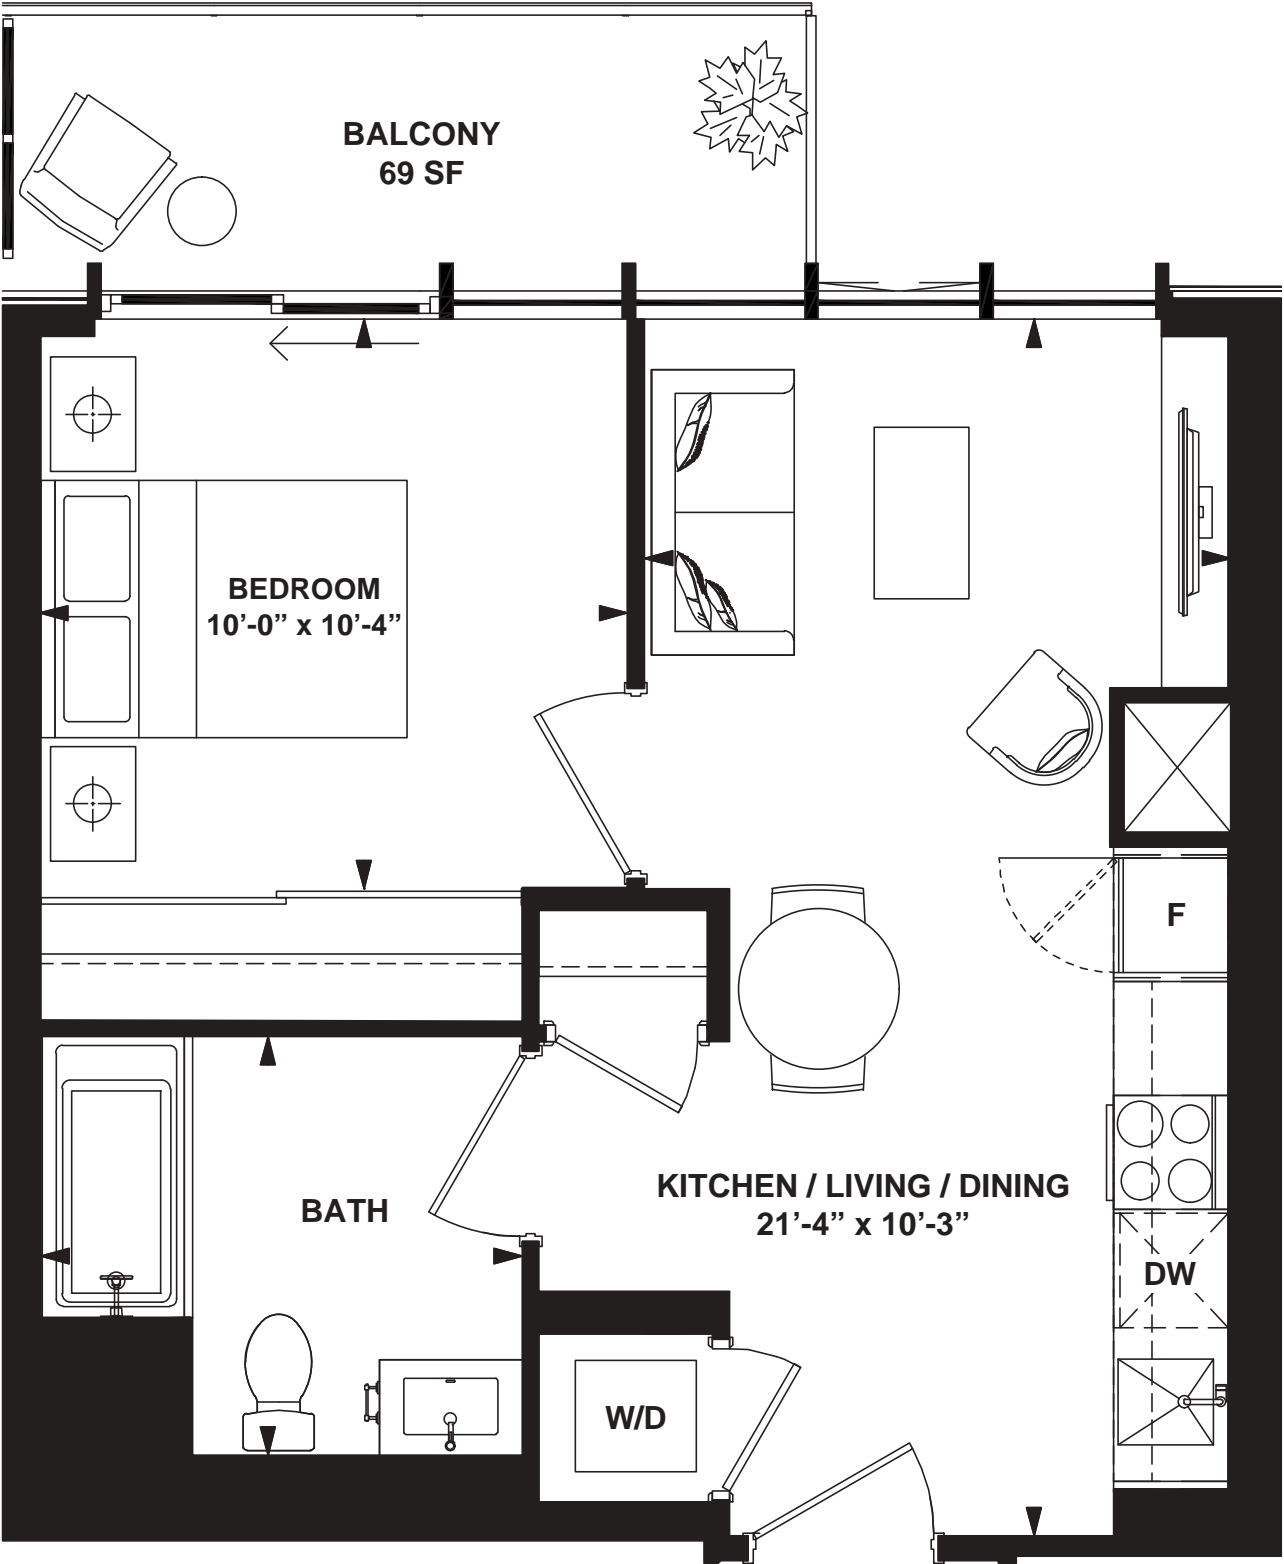 BALCONY
69 SF
BEDROOM
10’-0” x 10’-4”
F
KITCHEN / LIVING / DINING
21’-4” x 10’-3”
BATH
DW
W/D